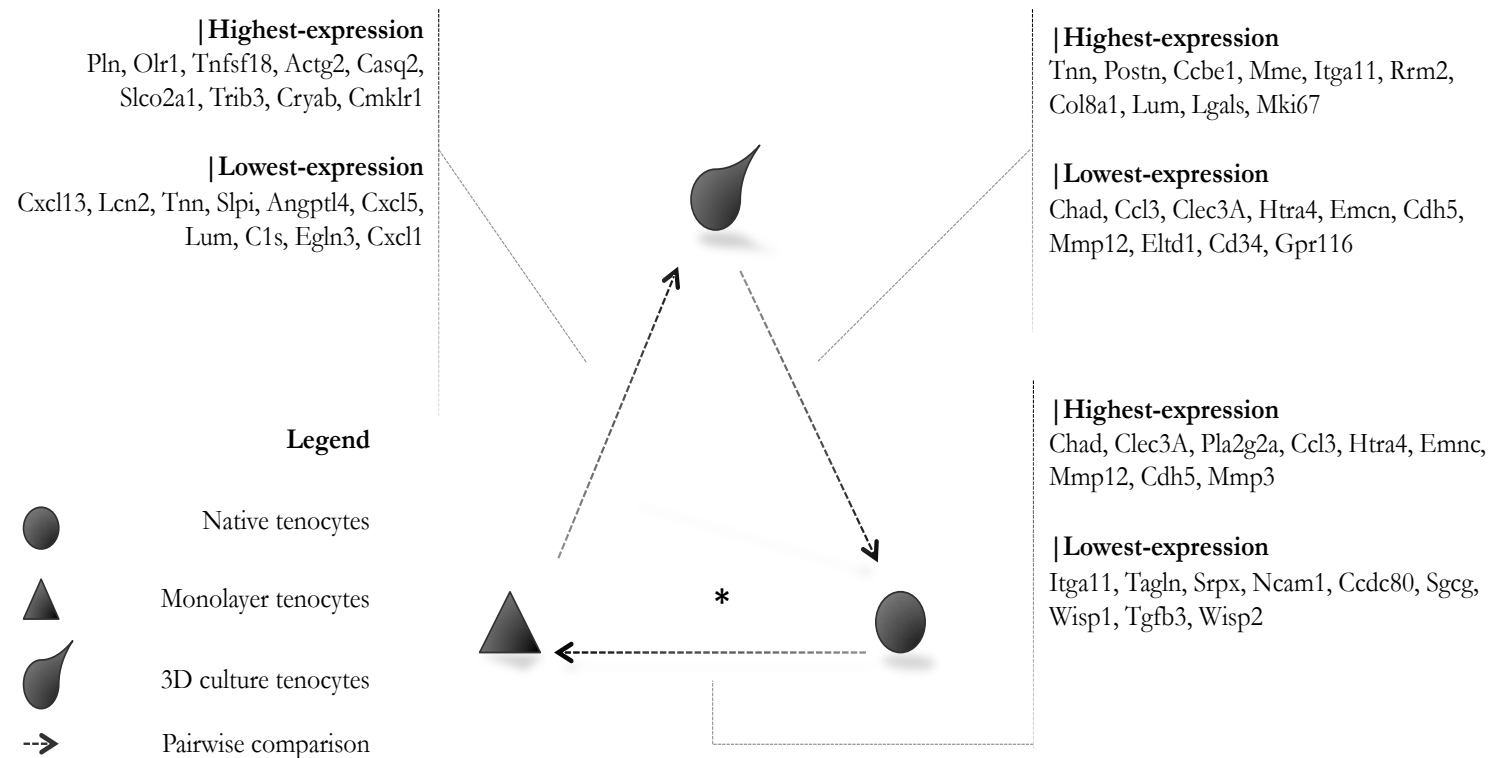 |Highest-expression
Pln, Olr1, Tnfsf18, Actg2, Casq2,
Slco2a1, Trib3, Cryab, Cmklr1
|Lowest-expression
Cxcl13, Lcn2, Tnn, Slpi, Angptl4, Cxcl5,
Lum, C1s, Egln3, Cxcl1
|Highest-expression
Tnn, Postn, Ccbe1, Mme, Itga11, Rrm2,
Col8a1, Lum, Lgals, Mki67
|Lowest-expression
Chad, Ccl3, Clec3A, Htra4, Emcn, Cdh5,
Mmp12, Eltd1, Cd34, Gpr116
|Highest-expression
Chad, Clec3A, Pla2g2a, Ccl3, Htra4, Emnc,
Mmp12, Cdh5, Mmp3
|Lowest-expression
Itga11, Tagln, Srpx, Ncam1, Ccdc80, Sgcg,
Wisp1, Tgfb3, Wisp2
*
Legend
Native tenocytes
Monolayer tenocytes
3D culture tenocytes
Pairwise comparison